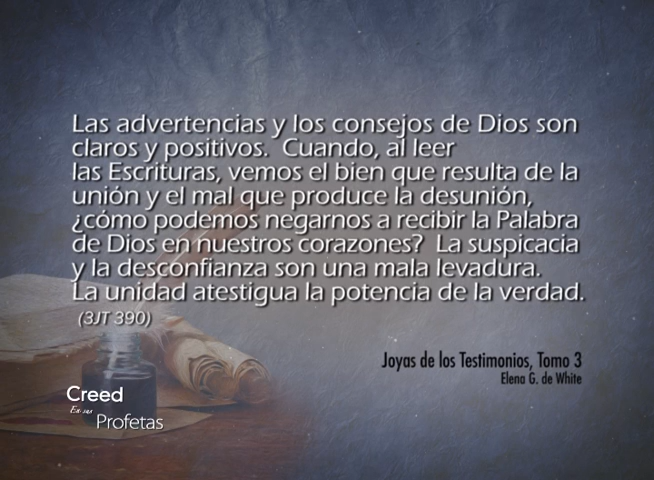 Las advertencias y los consejos de Dios son
claros y positivos.  Cuando, al leer
las Escrituras, vemos el bien que resulta de la
unión y el mal que produce la desunión,
¿cómo podemos negarnos a recibir la Palabra
de Dios en nuestros corazones?  La suspicacia
y la desconfianza son una mala levadura.
La unidad atestigua la potencia de la verdad.
(3JT 390)
Joyas de los Testimonios, Tomo 3
Elena G. de White
Creed
En sus
Profetas